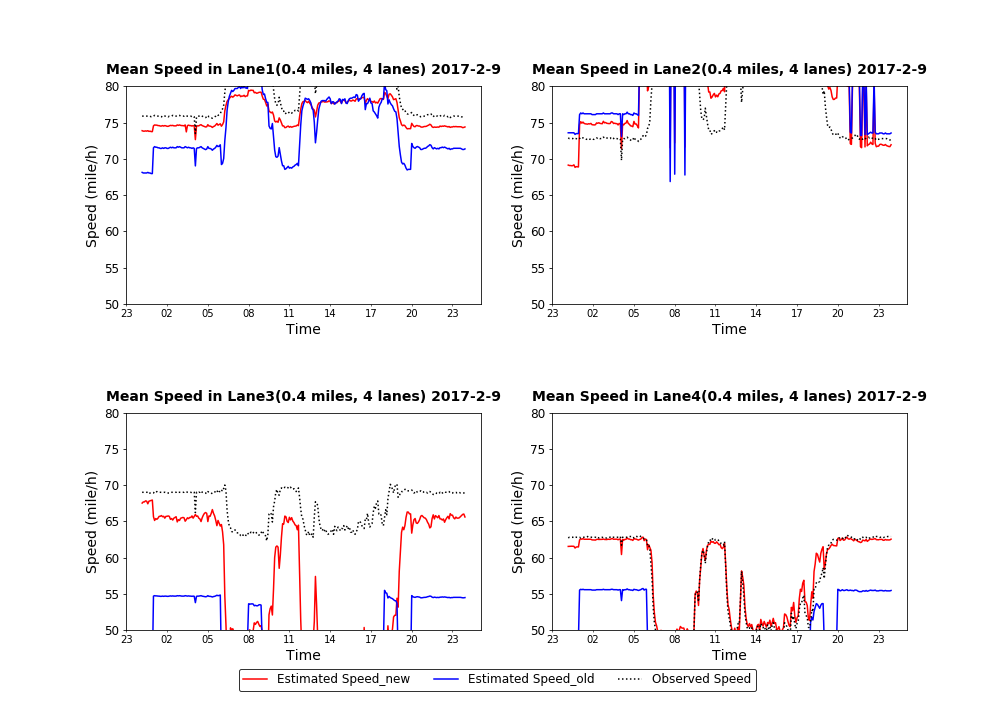 Mean Speed in Lane1(0.4 miles, 4 lanes) 2017-2-9
80
75
70
65
60
55
50
Speed (mile/h)
23 02 05 08 11 14 17 20 23
Time
Mean Speed in Lane2(0.4 miles, 4 lanes) 2017-2-9
80
75
70
65
60
55
50
Speed (mile/h)
23 02 05 08 11 14 17 20 23
Time
Mean Speed in Lane3(0.4 miles, 4 lanes) 2017-2-9
80
75
70
65
60
55
50
Speed (mile/h)
23 02 05 08 11 14 17 20 23
Time
Mean Speed in Lane4(0.4 miles, 4 lanes) 2017-2-9
80
75
70
65
60
55
50
Speed (mile/h)
23 02 05 08 11 14 17 20 23
Time
Estimated Speed_new Estimated Speed_old Observed Speed